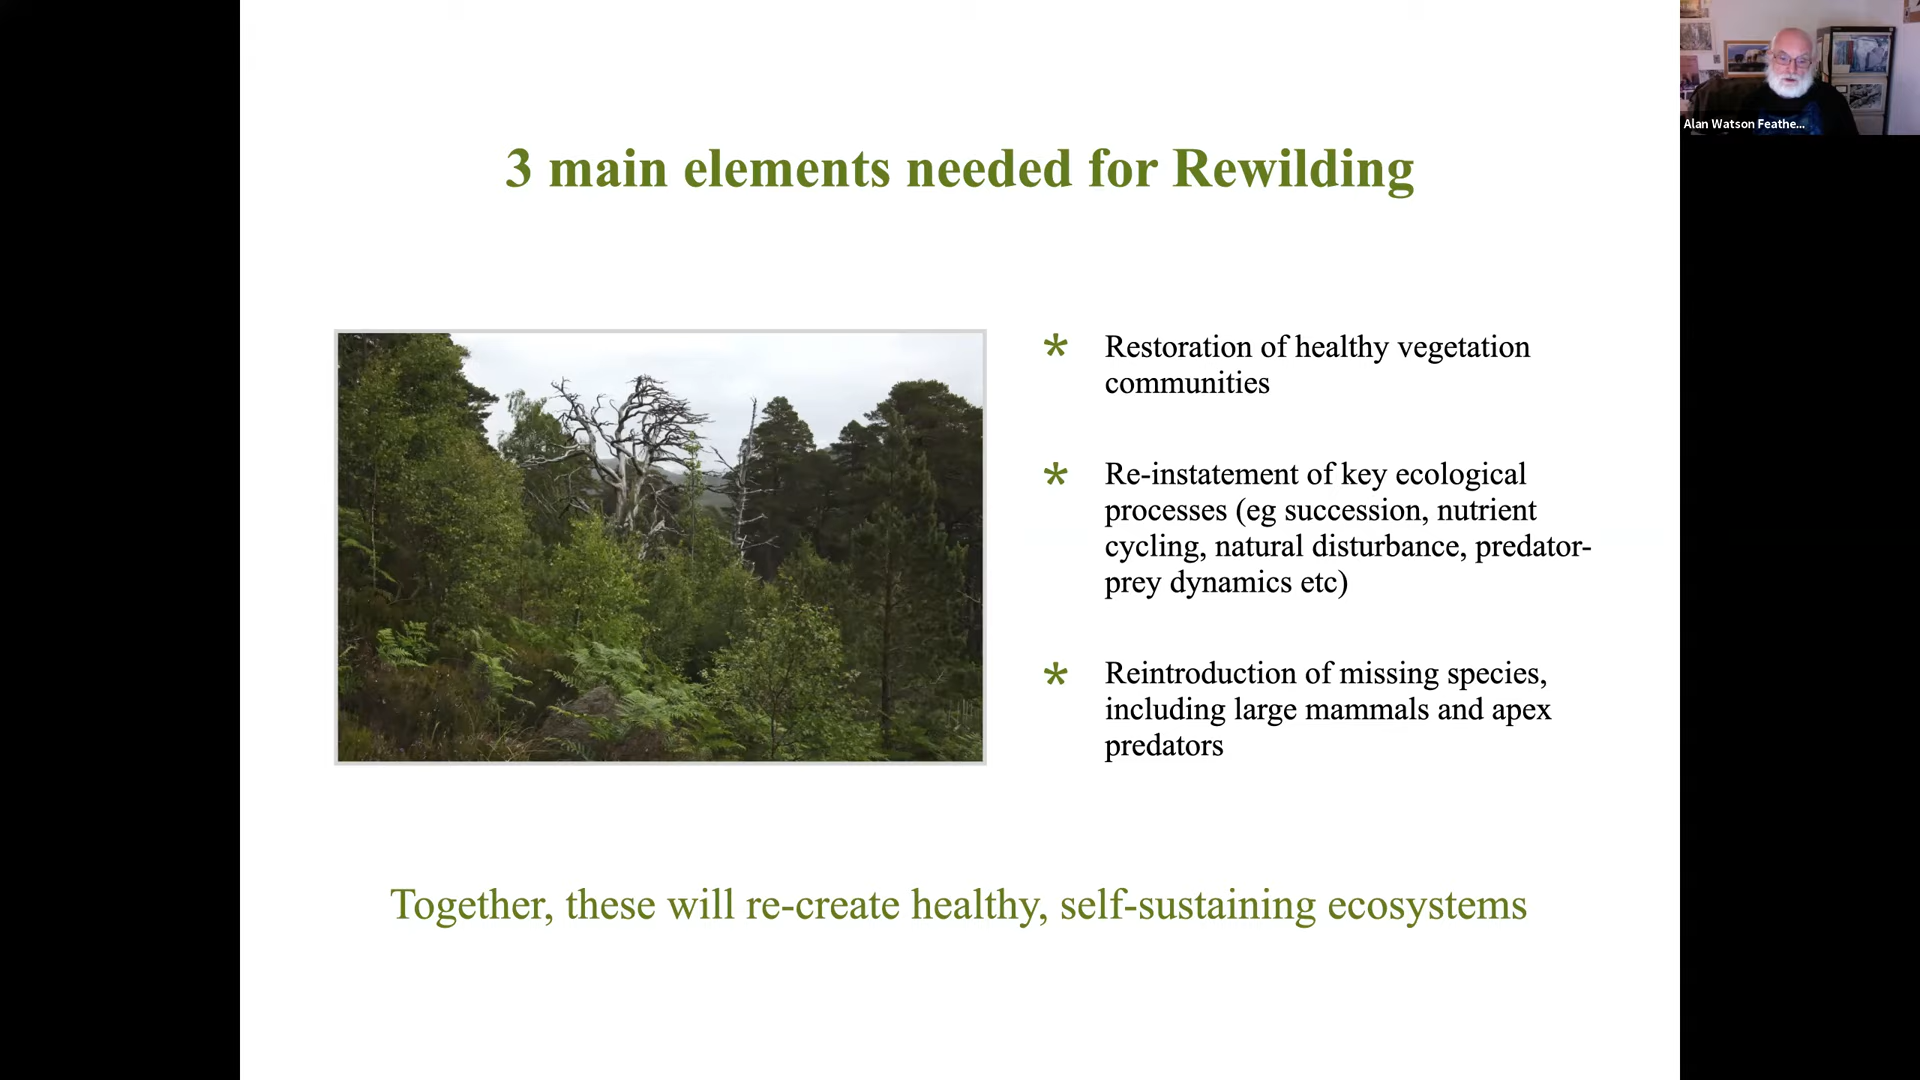 Alan Watson Feathe...
3 main elements needed for Rewilding
* Restoration of healthy vegetation
communities
* Re-instatement of key ecological
processes (eg succession, nutrient
cycling, natural disturbance, predator-
prey dynamics etc)
* Reintroduction of missing species,
including large mammals and apex
predators
Together, these will re-create healthy, self-sustaining ecosystems